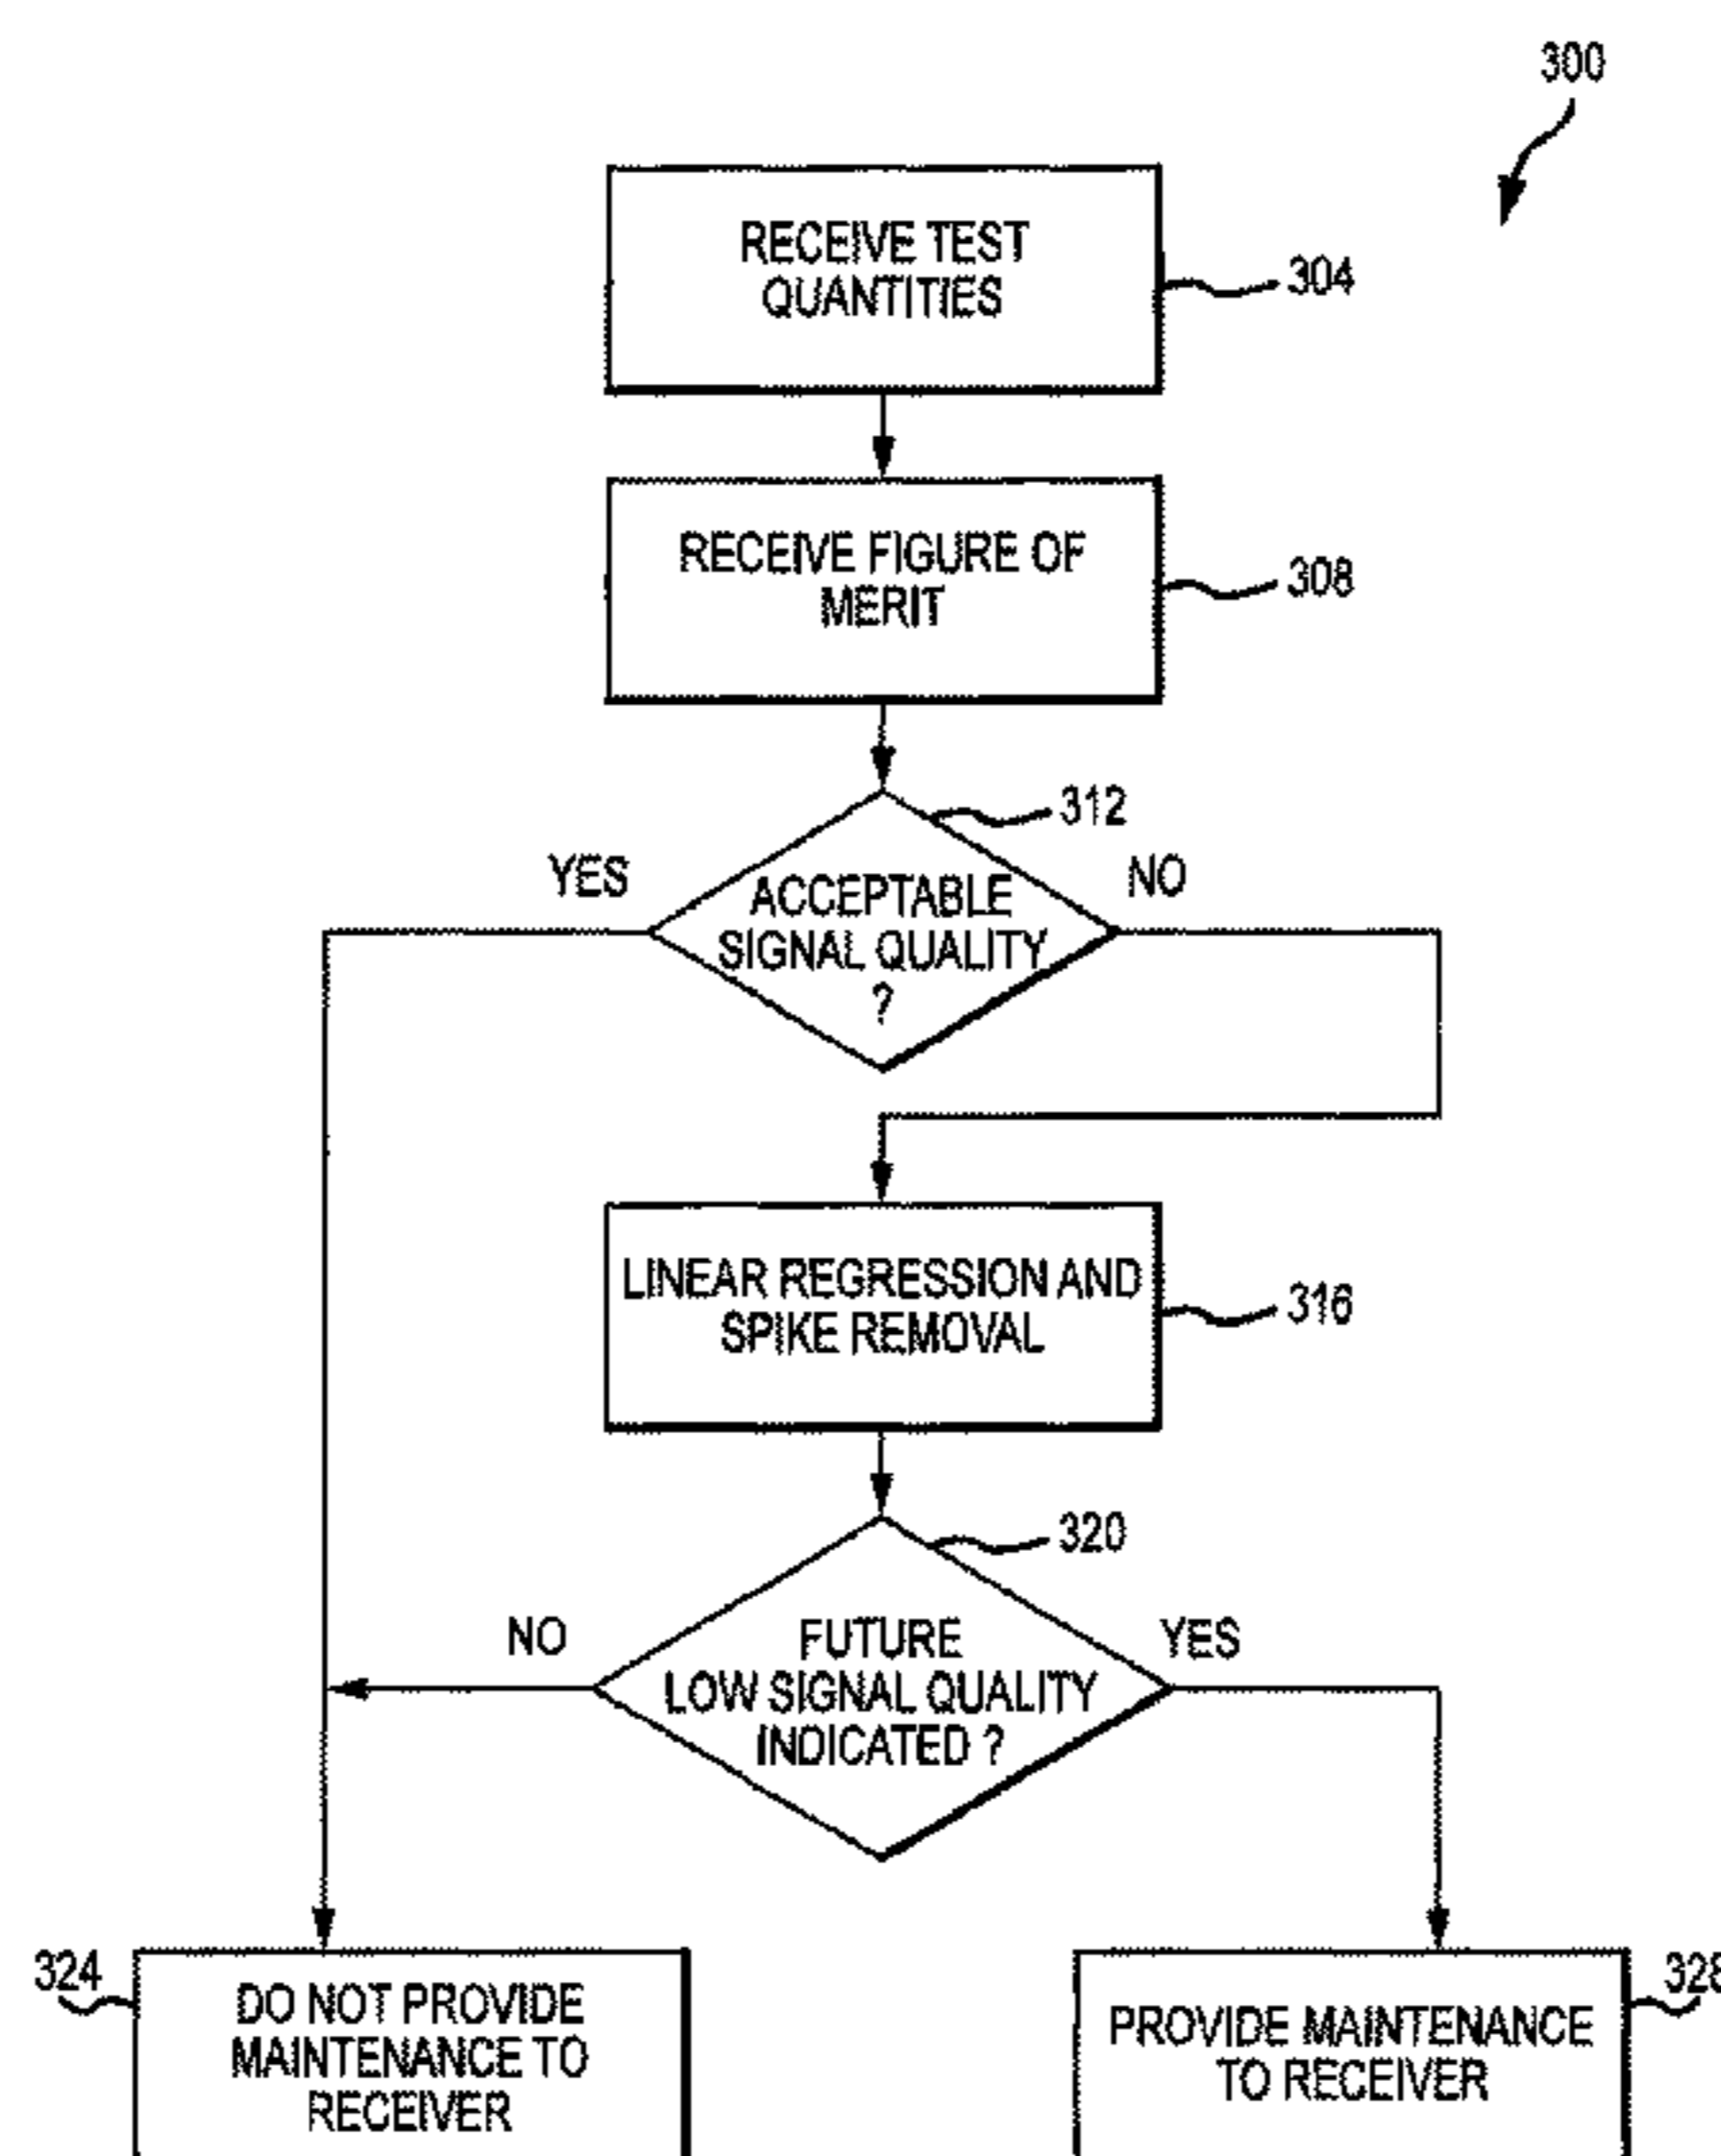 300
RECEIVE TEST
QUANTITIES
304
RECEIVE FIGURE OF
MERIT
308
312
YES
NO
ACCEPTABLE
SIGNAL QUALITY
?
LINEAR REGRESSION AND
SPIKE REMOVAL
316
320
NO
YES
FUTURE
LOW SIGNAL QUALITY
INDICATED ?
324
DO NOT PROVIDE
MAINTENANCE TO
RECEIVER
PROVIDE MAINTENANCE
TO RECEIVER
328